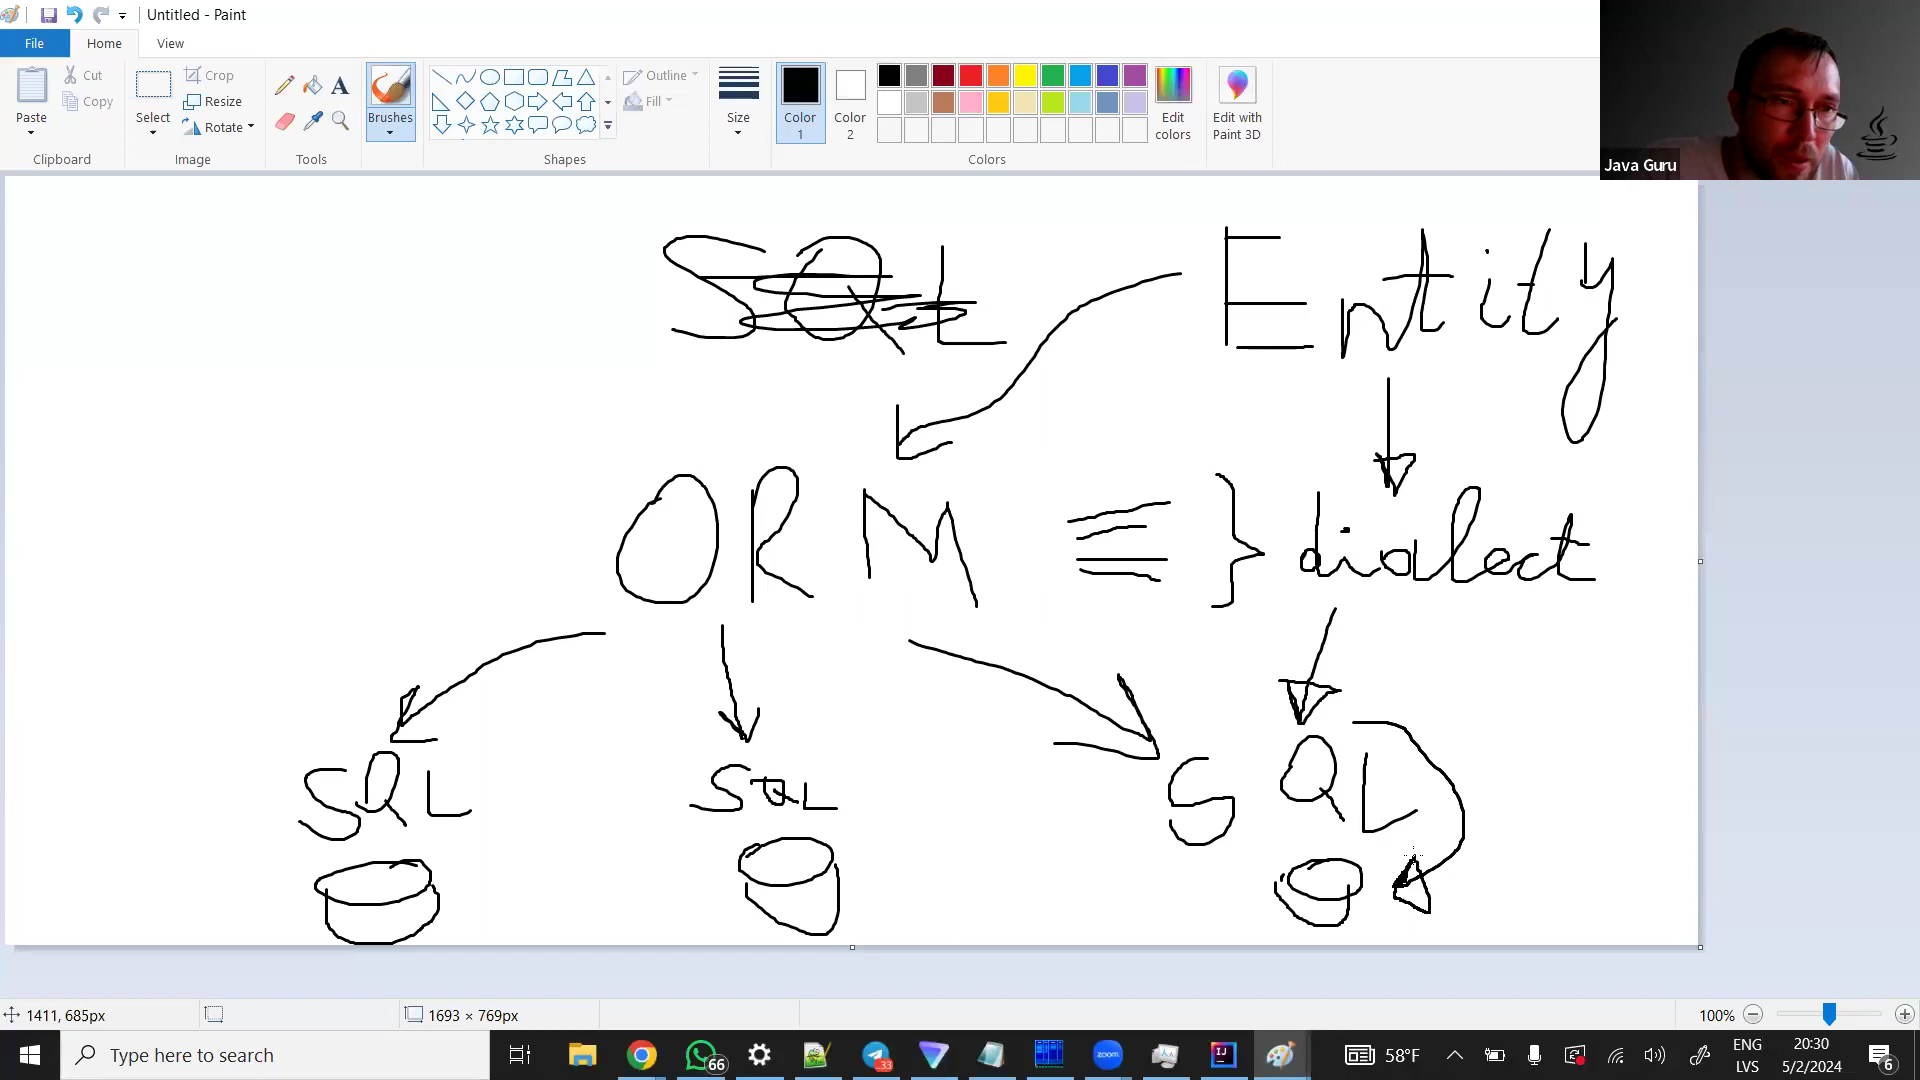 Untitled - Paint
File Home View
Paste
Cut
Copy
Clipboard
Select
Crop
Resize
Rotate
Image
Tools
Brushes
Shapes
Outline
Fill
Size
Color 1
Color 2
Edit colors
Colors
Edit with Paint 3D
Java Guru
SQL Entity
ORM } dialect
SQL SQL SQL
1411, 685px
1693 × 769px
100%
Type here to search
66
33
zoom
58°F
ENG
LVS
20:30
5/2/2024
6